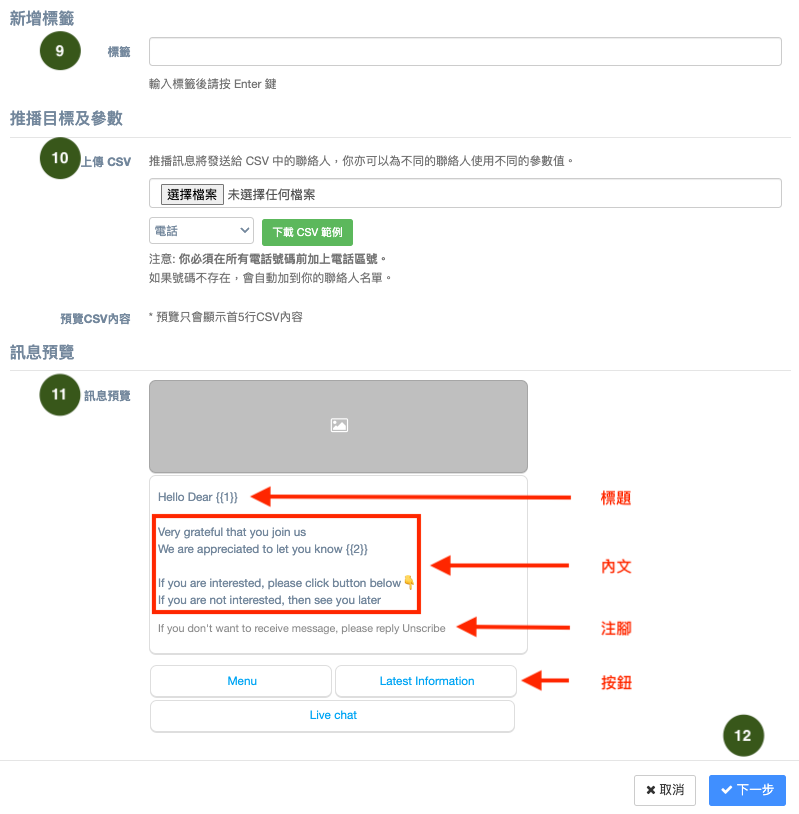 新增標籤
9 標籤
輸入標籤後請按 Enter 鍵
推播目標及參數
10 上傳 CSV 推播訊息將發送給 CSV 中的聯絡人，你亦可以為不同的聯絡人使用不同的參數值。
選擇檔案 未選擇任何檔案
電話 下載 CSV 範例
注意: 你必須在所有電話號碼前加上電話區號。
如果號碼不存在，會自動加到你的聯絡人名單。
預覽CSV內容 * 預覽只會顯示首5行CSV內容
訊息預覽
11 訊息預覽
Hello Dear {{1}} 標題
Very grateful that you join us
We are appreciated to let you know {{2}}
內文
If you are interested, please click button below👇
If you are not interested, then see you later
If you don't want to receive message, please reply Unscribe 注腳
Menu Latest Information 按鈕
Live chat
12
取消 下一步